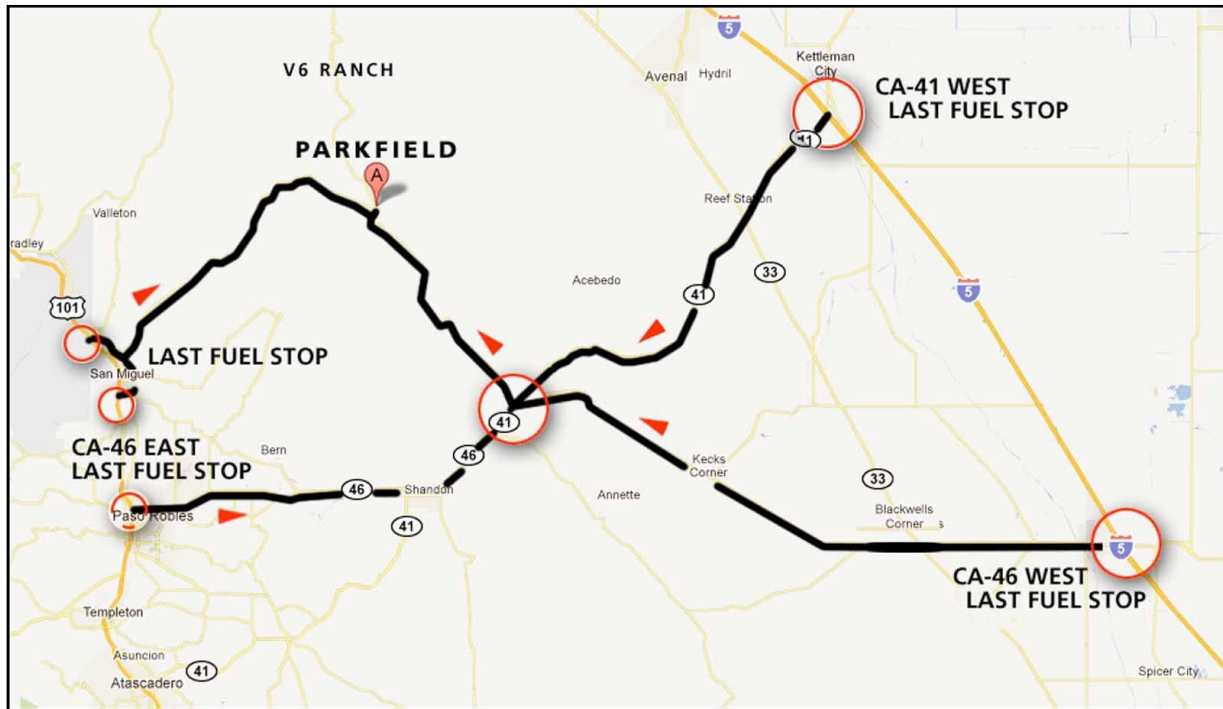 5
Kettleman
City
Avenal
Hydril
V6 RANCH
CA-41 WEST
LAST FUEL STOP
41
PARKFIELD
A
Reef Station
Valleton
radley
33
Acebedo
5
41
101
LAST FUEL STOP
San Miguel
41
CA-46 EAST
LAST FUEL STOP
Bern
46
Kecks
Corner
46
Shandon
Annette
33
Paso Robles
41
Blackwells
Corner
s
5
CA-46 WEST
LAST FUEL STOP
Templeton
Asuncion
41
Atascadero
Spicer City